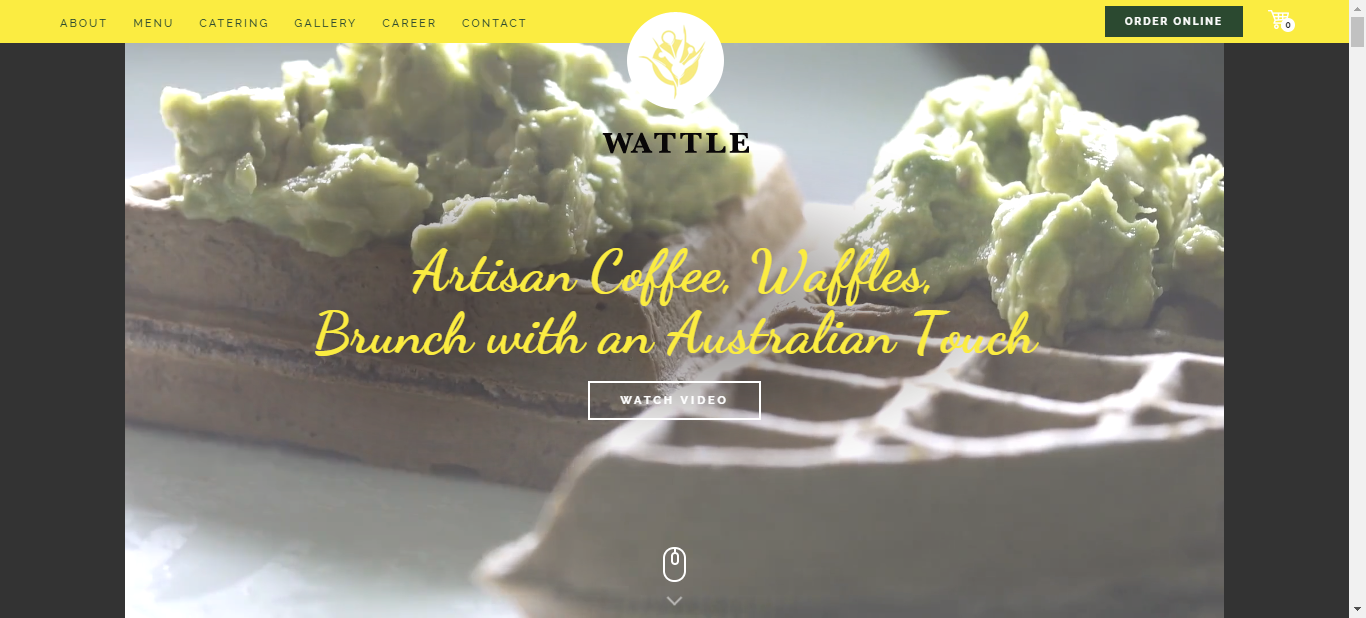 ABOUT MENU CATERING GALLERY CAREER CONTACT ORDER ONLINE 0
WATTLE
Artisan Coffee, Waffles,
Brunch with an Australian Touch
WATCH VIDEO